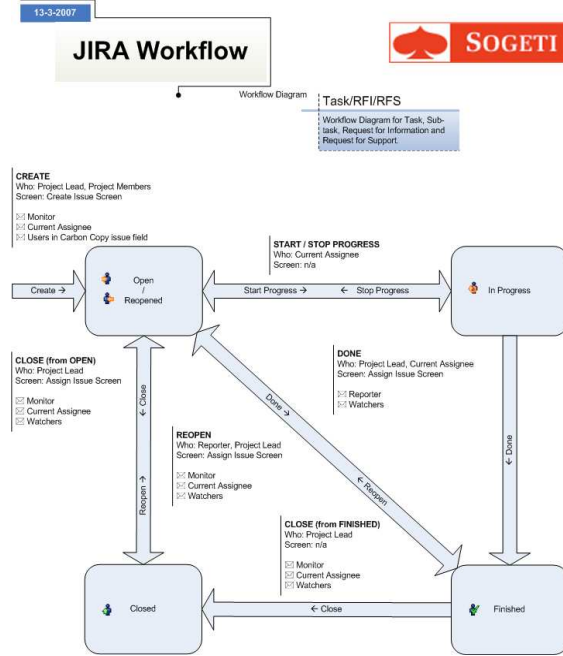 13-3-2007
JIRA Workflow
SOGETI
Workflow Diagram
Task/RFI/RFS
Workflow Diagram for Task, Sub-
task, Request for Information and
Request for Support.
CREATE
Who: Project Lead, Project Members
Screen: Create Issue Screen
Monitor
Current Assignee
Users in Carbon Copy issue field
START / STOP PROGRESS
Who: Current Assignee
Screen: n/a
Create →
Open
/
Reopened
Start Progress →
← Stop Progress
In Progress
CLOSE (from OPEN)
Who: Project Lead
Screen: Assign Issue Screen
Monitor
Current Assignee
Watchers
← Close
Reopen →
DONE
Who: Project Lead, Current Assignee
Screen: Assign Issue Screen
Reporter
Watchers
Done →
← Reopen
← Done
REOPEN
Who: Reporter, Project Lead
Screen: Assign Issue Screen
Monitor
Current Assignee
Watchers
CLOSE (from FINISHED)
Who: Project Lead
Screen: n/a
Monitor
Current Assignee
Watchers
Closed
← Close
Finished